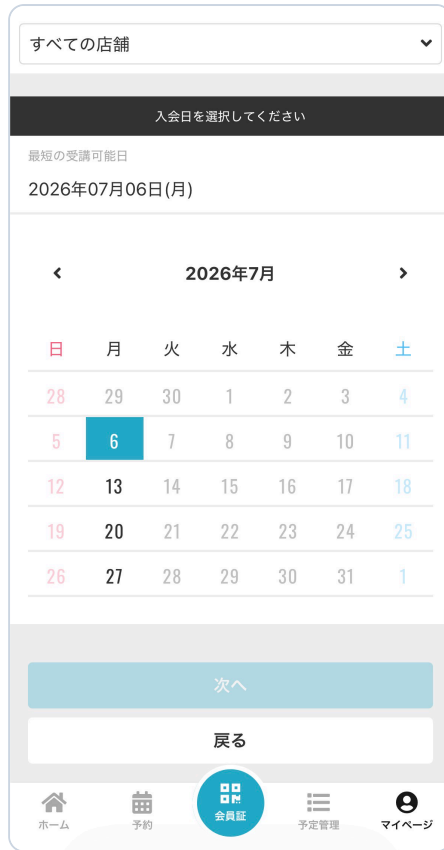 すべての店舗
入会日を選択してください
最短の受講可能日
2026年07月06日(月)
2026年7月
日 月 火 水 木 金 土
28 29 30 1 2 3 4
5 6 7 8 9 10 11
12 13 14 15 16 17 18
19 20 21 22 23 24 25
26 27 28 29 30 31 1
次へ
戻る
ホーム 予約 会員証 予定管理 マイページ